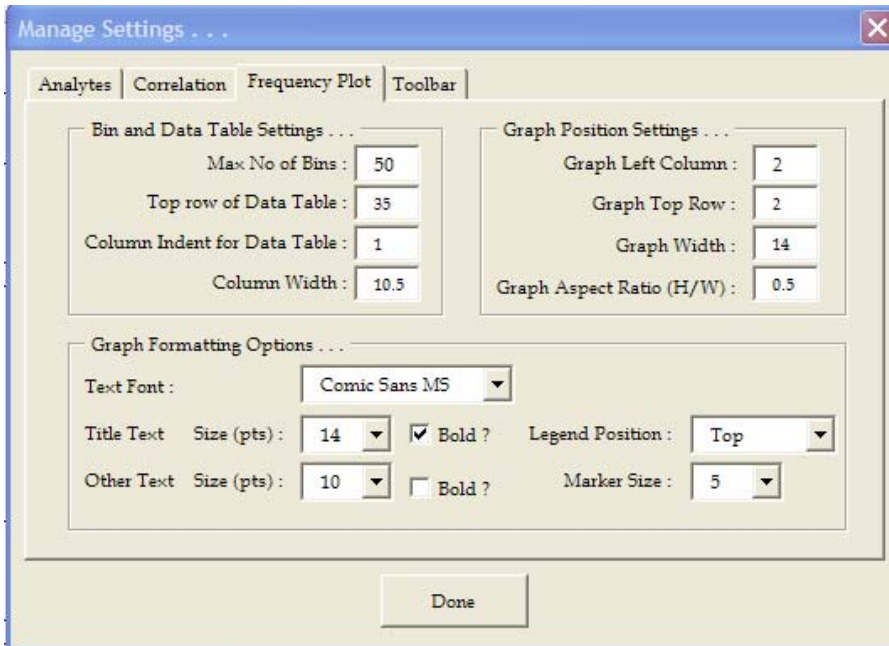 Manage Settings . . .
Analytes Correlation Frequency Plot Toolbar
Bin and Data Table Settings . . .
Max No of Bins : 50
Top row of Data Table : 35
Column Indent for Data Table : 1
Column Width : 10.5
Graph Position Settings . . .
Graph Left Column : 2
Graph Top Row : 2
Graph Width : 14
Graph Aspect Ratio (H/W) : 0.5
Graph Formatting Options . . .
Text Font : Comic Sans MS
Title Text Size (pts) : 14 Bold ? Legend Position : Top
Other Text Size (pts) : 10 Bold ? Marker Size : 5
Done